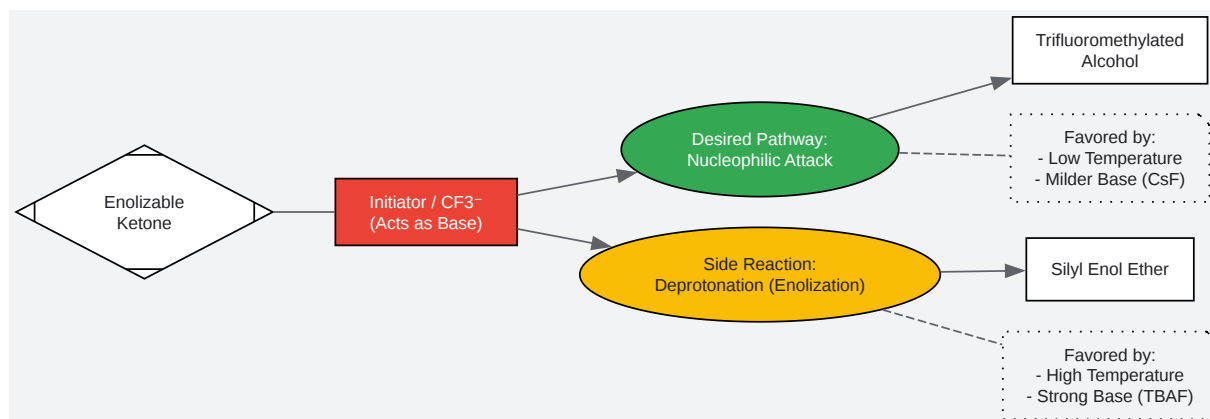 Enolizable
Ketone
Initiator / CF3⁻
(Acts as Base)
Desired Pathway:
Nucleophilic Attack
Trifluoromethylated
Alcohol
Favored by:
- Low Temperature
- Milder Base (CsF)
Side Reaction:
Deprotonation (Enolization)
Silyl Enol Ether
Favored by:
- High Temperature
- Strong Base (TBAF)